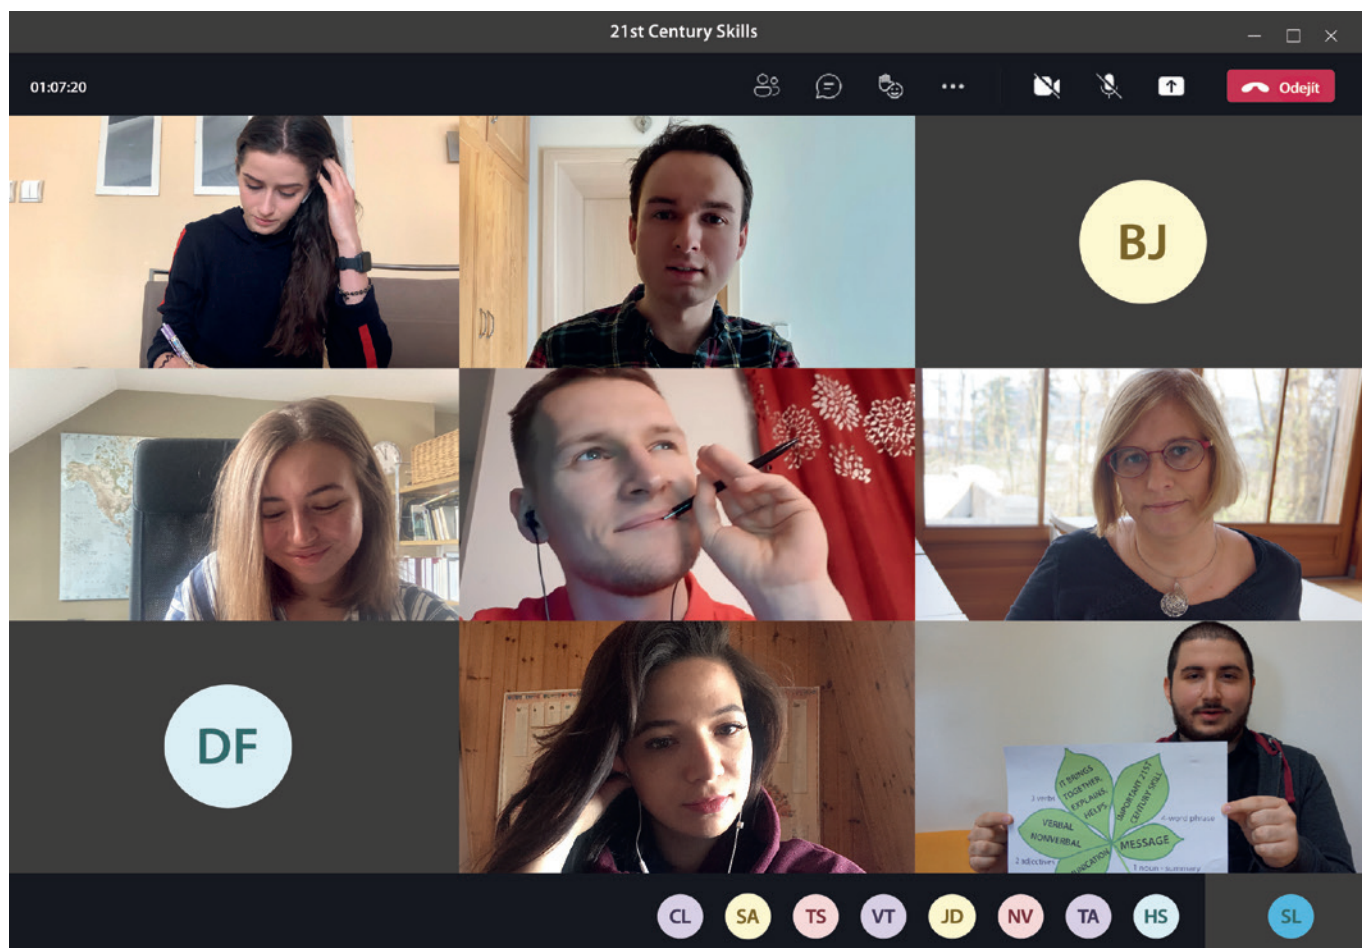 21st Century Skills
01:07:20
Odejít
BJ
DF
IT BRINGS
TOGETHER,
EXPLAINS,
HELPS
3 verbs
IMPORTANT 21ST
CENTURY SKILL
4-word phrase
VERBAL
NONVERBAL
2 adjectives
MESSAGE
1 noun - summary
CL
SA
TS
VT
JD
NV
TA
HS
SL